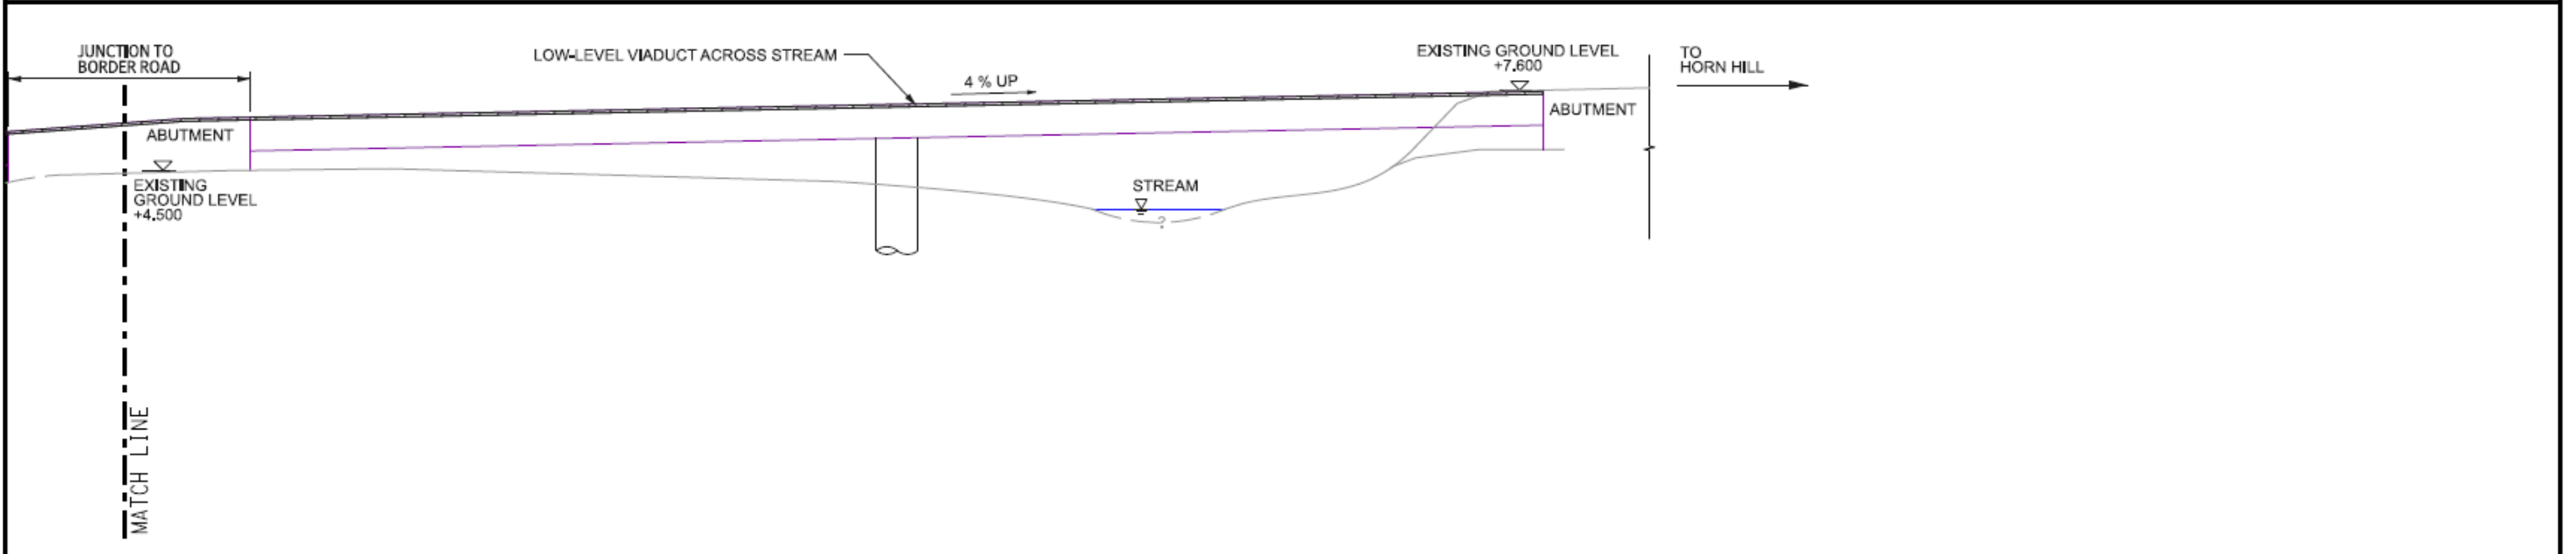 JUNCTION TO
BORDER ROAD
LOW-LEVEL VIADUCT ACROSS STREAM
4 % UP
EXISTING GROUND LEVEL
+7.600
TO
HORN HILL
ABUTMENT
ABUTMENT
EXISTING
GROUND LEVEL
+4.500
STREAM
?
MATCH LINE